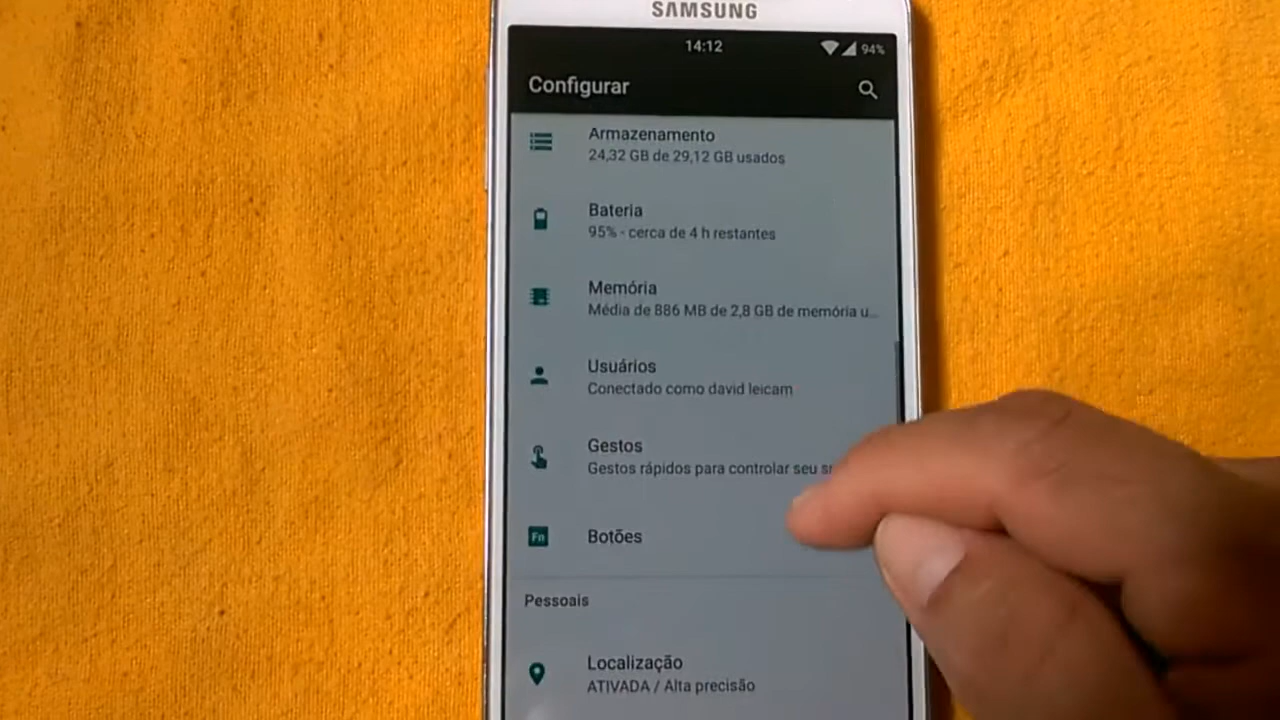 SAMSUNG
14:12
94%
Configurar
Armazenamento
24,32 GB de 29,12 GB usados
Bateria
95% - cerca de 4 h restantes
Memória
Média de 886 MB de 2,8 GB de memória u...
Usuários
Conectado como david leicam
Gestos
Gestos rápidos para controlar seu
Fn
Botões
Pessoais
Localização
ATIVADA / Alta precisão